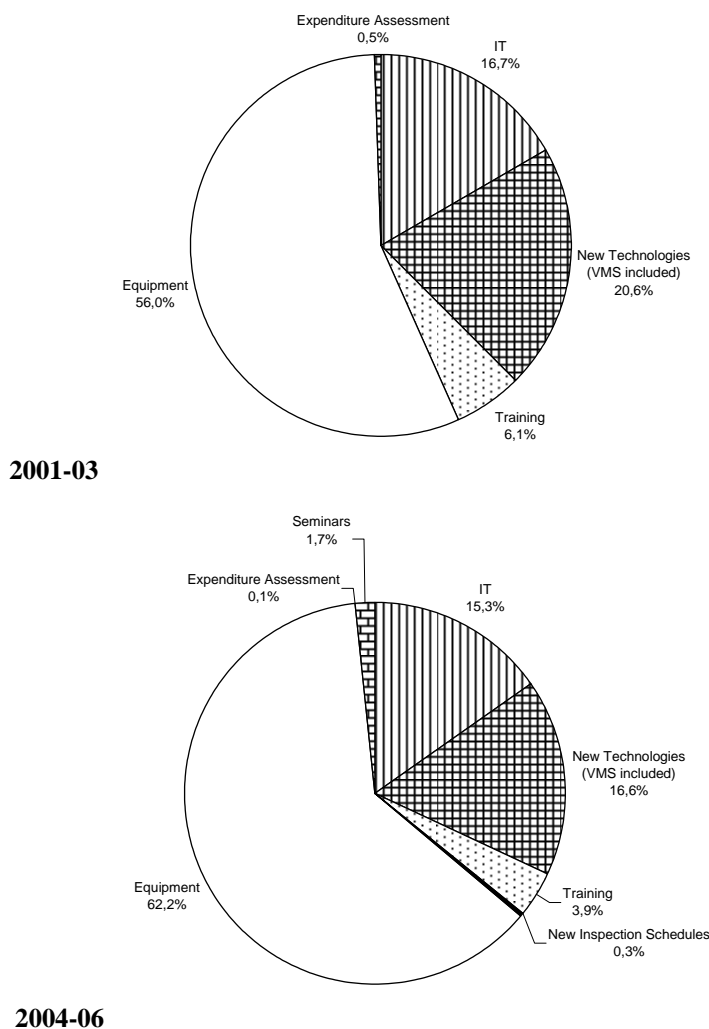 Expenditure Assessment
0,5%
IT
16,7%
New Technologies
(VMS included)
20,6%
Equipment
56,0%
Training
6,1%
2001-03
Seminars
1,7%
Expenditure Assessment
0,1%
IT
15,3%
New Technologies
(VMS included)
16,6%
Equipment
62,2%
Training
3,9%
New Inspection Schedules
0,3%
2004-06